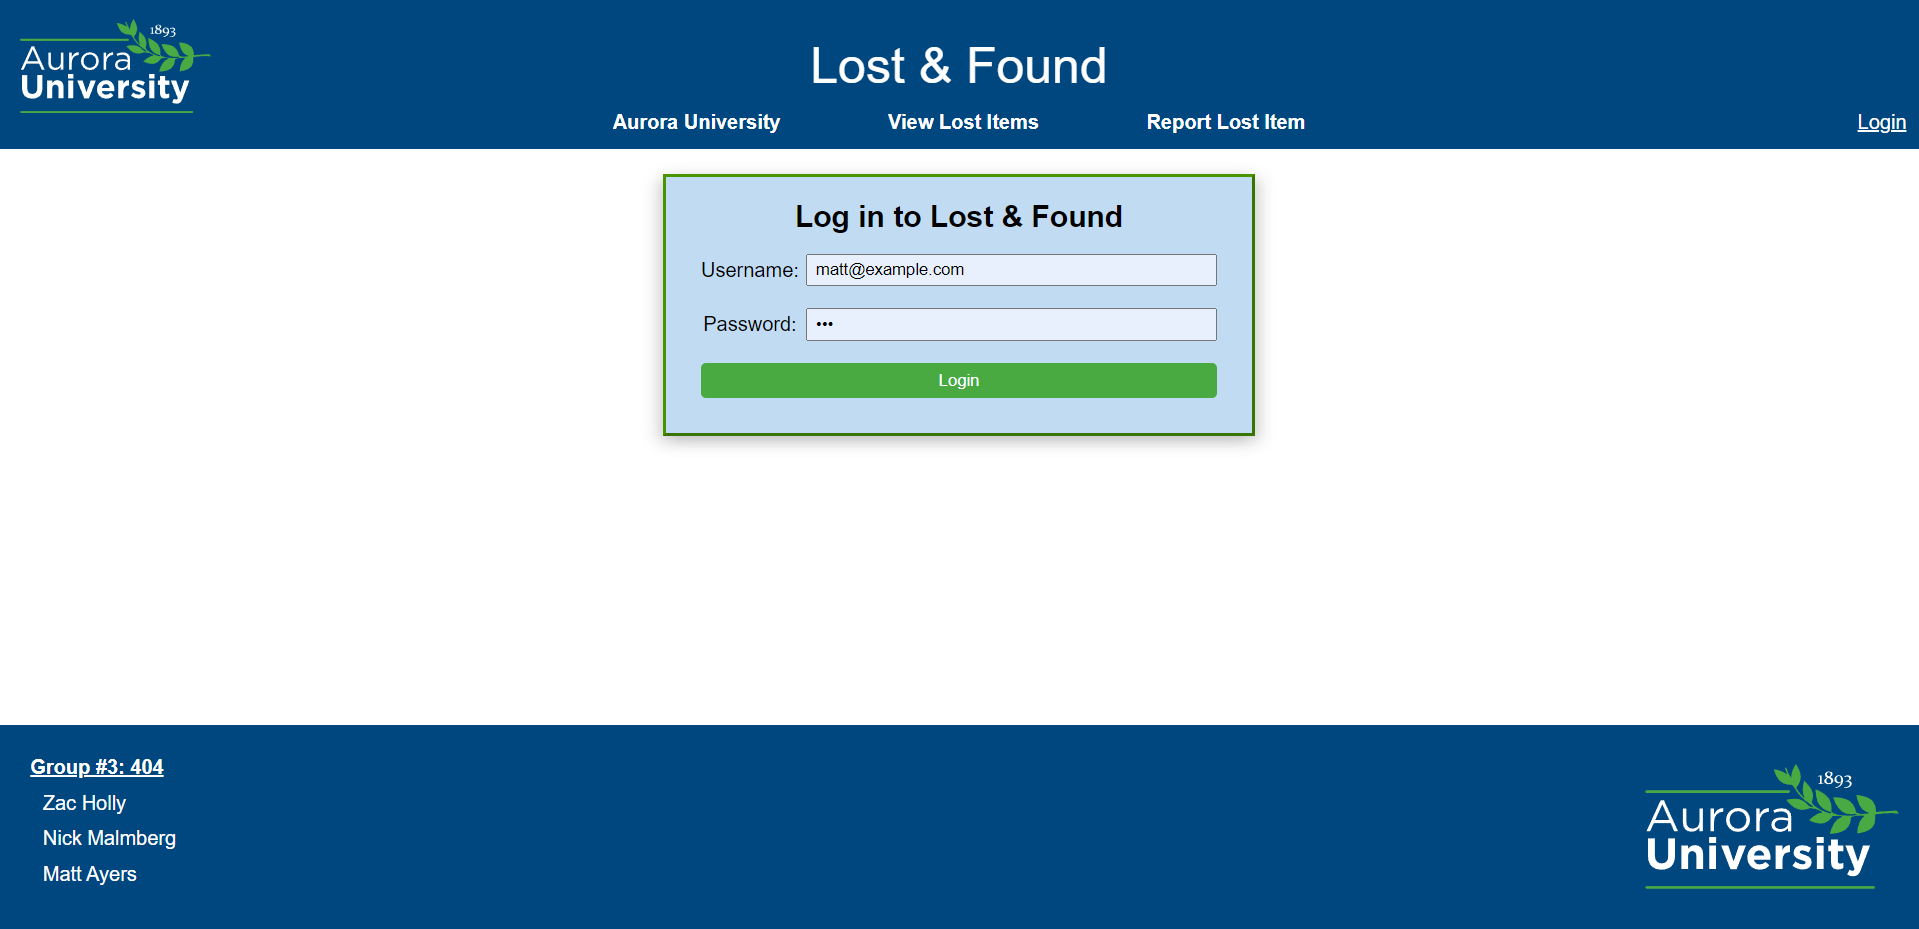 1893
Aurora
University
Lost & Found
Aurora University View Lost Items Report Lost Item Login
Log in to Lost & Found
Username: matt@example.com
Password: •••
Login
Group #3: 404
Zac Holly
Nick Malmberg
Matt Ayers
1893
Aurora
University